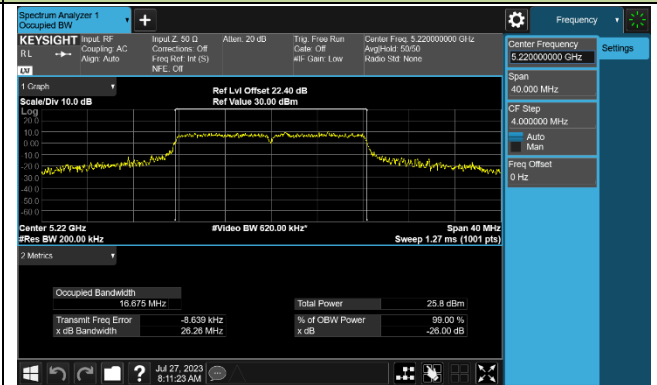 Spectrum Analyzer 1
Occupied BW
+
Frequency
KEYSIGHT
RL
LXI
Input: RF
Coupling: AC
Align: Auto
Input Z: 50 Ω
Corrections: Off
Freq Ref: Int (S)
NFE: Off
Atten: 20 dB
Trig: Free Run
Gate: Off
#IF Gain: Low
Center Freq: 5.220000000 GHz
Avg|Hold: 50/50
Radio Std: None
Center Frequency
5.220000000 GHz
Settings
Span
40.000 MHz
CF Step
4.000000 MHz
Auto
Man
Freq Offset
0 Hz
1 Graph
Scale/Div 10.0 dB
Ref Lvl Offset 22.40 dB
Ref Value 30.00 dBm
Log
20.0
10.0
0.00
-10.0
-20.0
-30.0
-40.0
-50.0
-60.0
Center 5.22 GHz
#Video BW 620.00 kHz*
Span 40 MHz
#Res BW 200.00 kHz
Sweep 1.27 ms (1001 pts)
2 Metrics
Occupied Bandwidth
16.675 MHz
Total Power 25.8 dBm
Transmit Freq Error -8.639 kHz
% of OBW Power 99.00 %
x dB Bandwidth 26.26 MHz
x dB -26.00 dB
?
Jul 27, 2023
8:11:23 AM